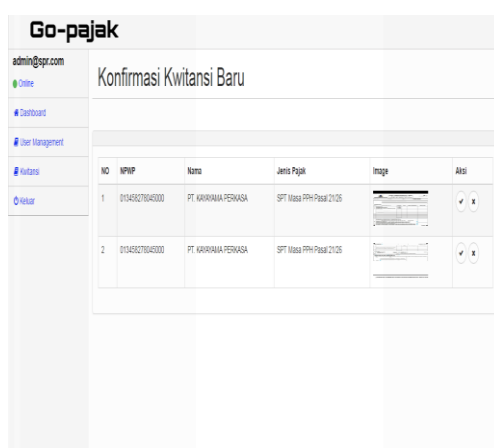 Go-pajak
admin@spr.com
Online
Dashboard
User Management
Kwitansi
Keluar
Konfirmasi Kwitansi Baru
NO NPWP Nama Jenis Pajak Image Aksi
1 013456278045000 PT. KAYAYAMA PERKASA SPT Masa PPH Pasal 21/26
2 013456278045000 PT. KAYAYAMA PERKASA SPT Masa PPH Pasal 21/26